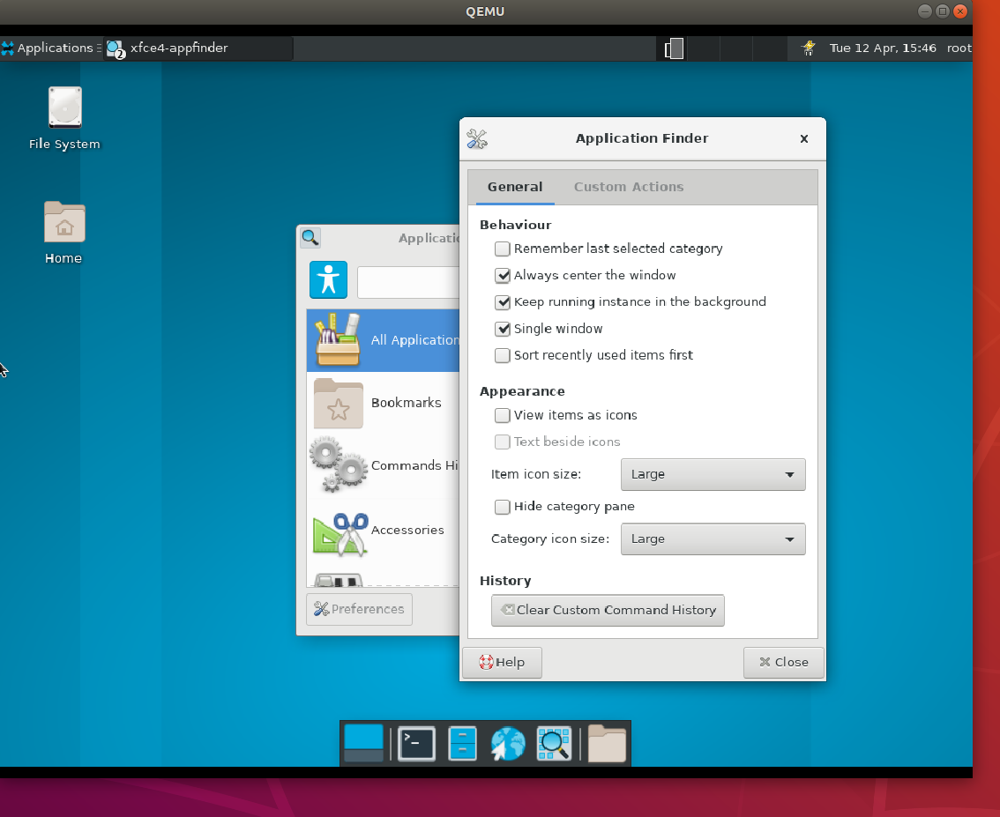 QEMU
Applications
2
xfce4-appfinder
Tue 12 Apr, 15:46
root
File System
Home
Application Finder
General
Custom Actions
Behaviour
Remember last selected category
Always center the window
Keep running instance in the background
Single window
Sort recently used items first
Appearance
View items as icons
Text beside icons
Item icon size:
Large
Hide category pane
Category icon size:
Large
History
Clear Custom Command History
Help
Close
Applicatio
All Application
Bookmarks
Commands Hi
Accessories
Preferences
>_